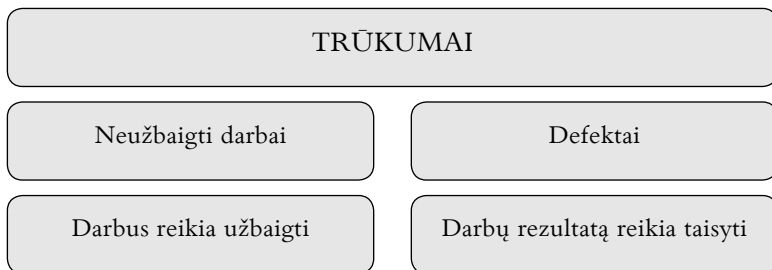 TRŪKUMAI
Neužbaigti darbai
Defektai
Darbus reikia užbaigti
Darbų rezultatą reikia taisyti